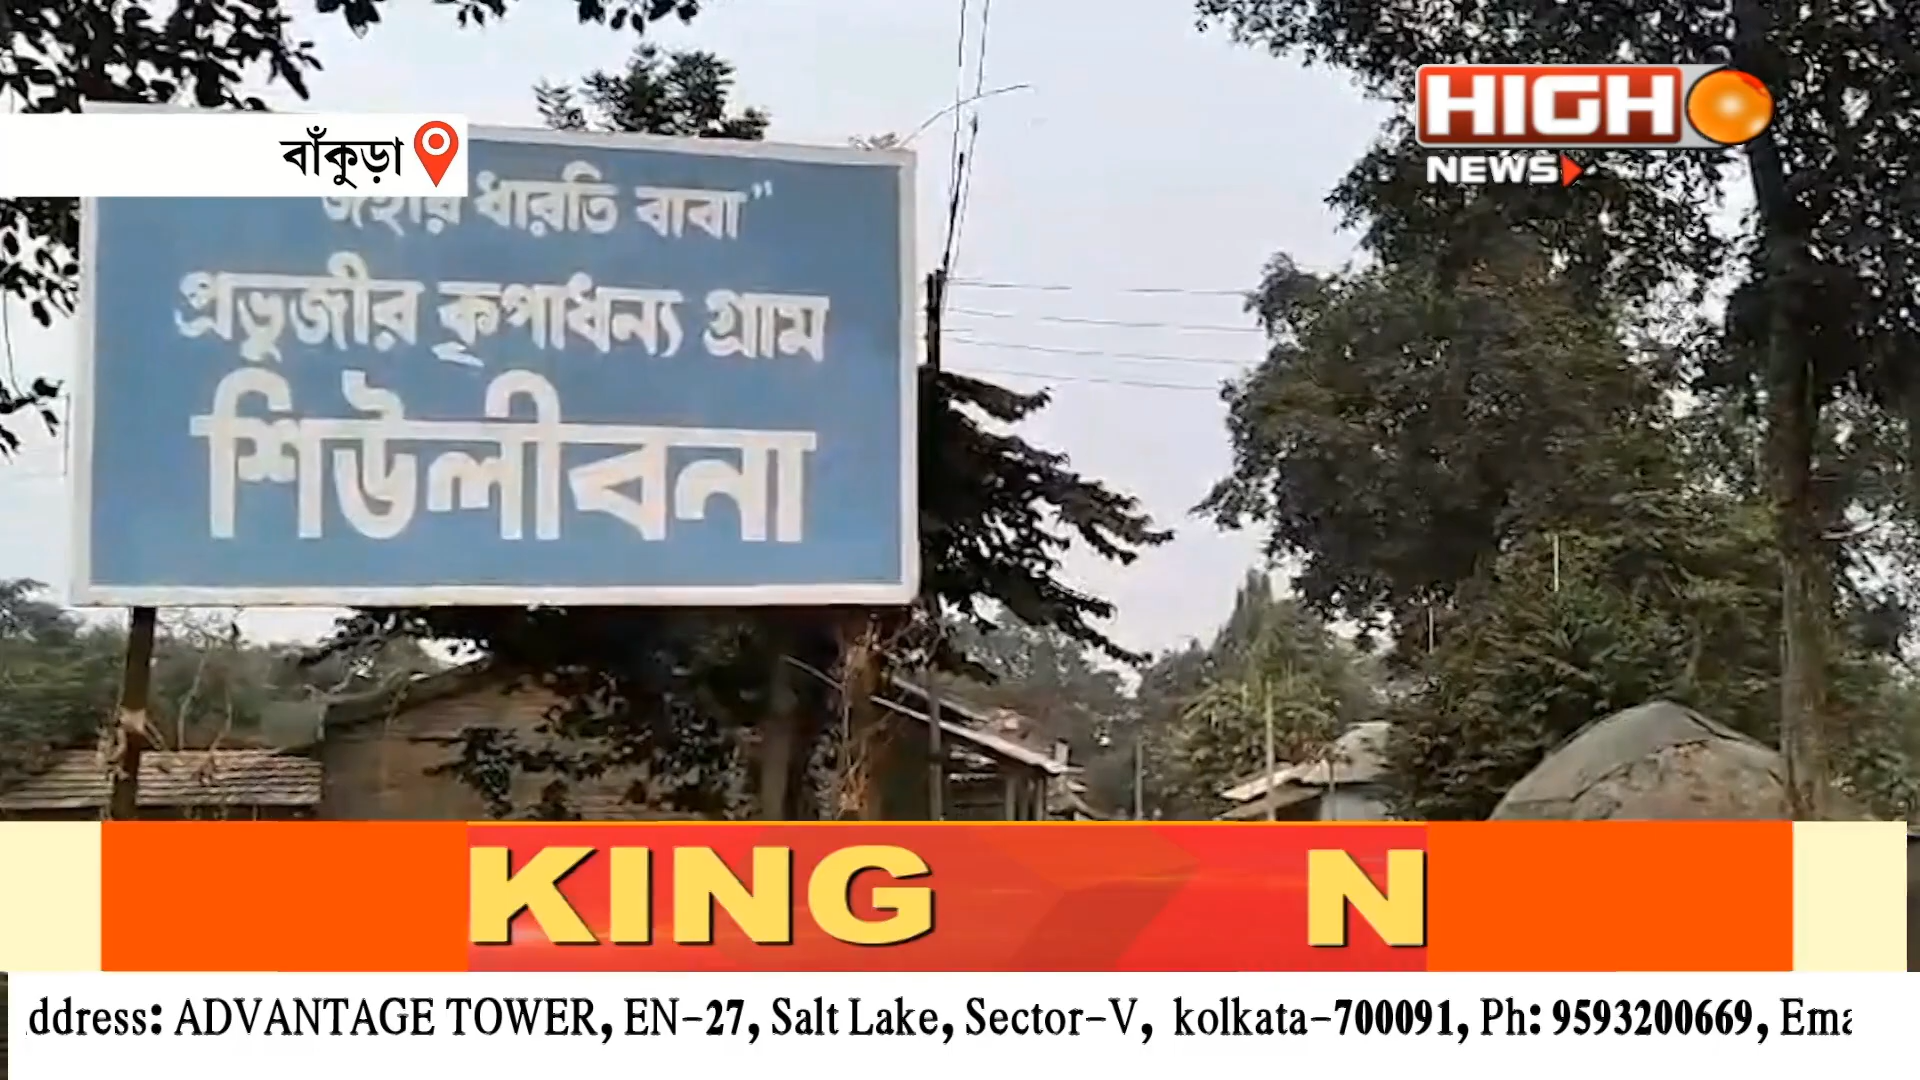 HIGH
NEWS
বাঁকুড়া
ধারতি বাবা"
প্রভুজীর কৃপাধন্য গ্রাম
শিউলীবনা
KING N
ddress: ADVANTAGE TOWER, EN-27, Salt Lake, Sector-V, kolkata-700091, Ph: 9593200669, Ema